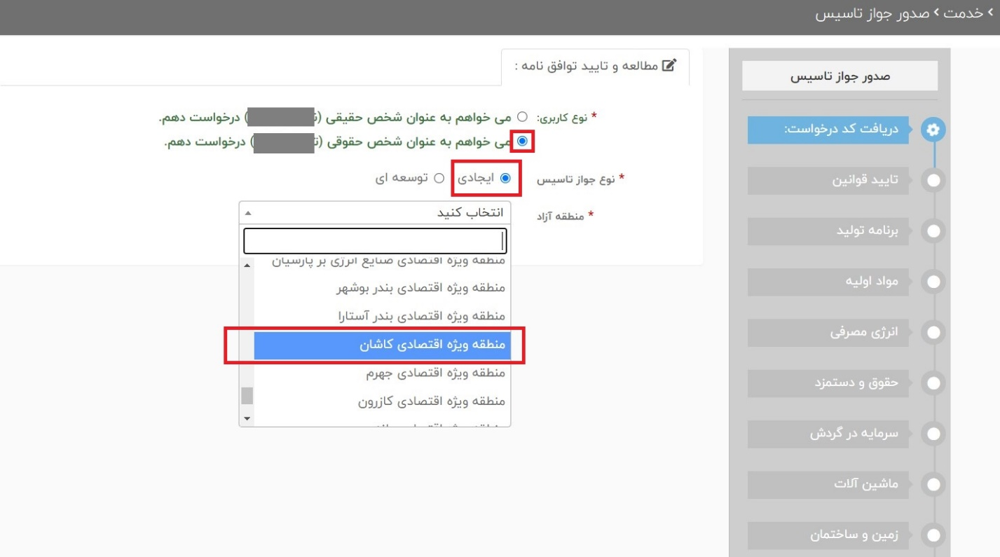 › خدمت › صدور جواز تاسیس
صدور جواز تاسیس
دریافت کد درخواست:
تایید قوانین
برنامه تولید
مواد اولیه
انرژی مصرفی
حقوق و دستمزد
سرمایه در گردش
ماشین آلات
زمین و ساختمان
مطالعه و تایید توافق نامه :
* نوع کاربری: می خواهم به عنوان شخص حقیقی ( ) درخواست دهم.
می خواهم به عنوان شخص حقوقی ( ) درخواست دهم.
* نوع جواز تاسیس ایجادی توسعه ای
* منطقه آزاد انتخاب کنید
منطقه ویژه اقتصادی صنایع انرژی بر پارسیان
منطقه ویژه اقتصادی بندر بوشهر
منطقه ویژه اقتصادی بندر آستارا
منطقه ویژه اقتصادی کاشان
منطقه ویژه اقتصادی جهرم
منطقه ویژه اقتصادی کازرون